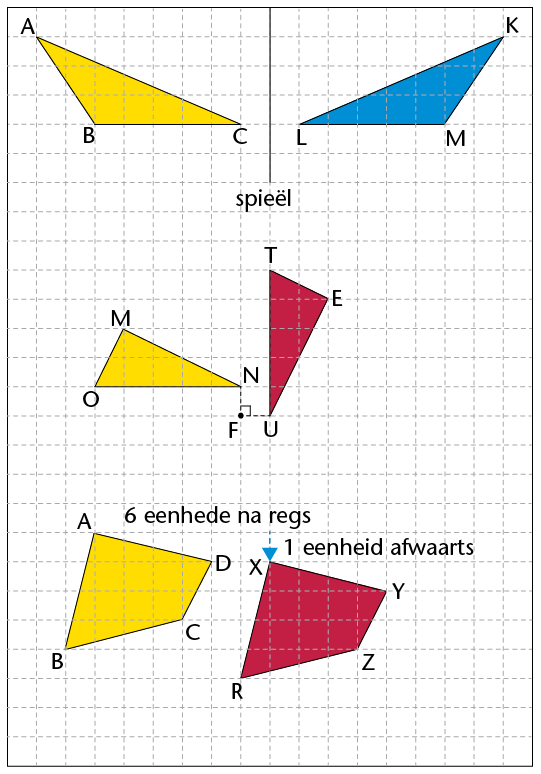 A K
B C L M
spieël
T
E
M
N
O
F U
A 6 eenhede na regs
1 eenheid afwaarts
D X
Y
C
B Z
R